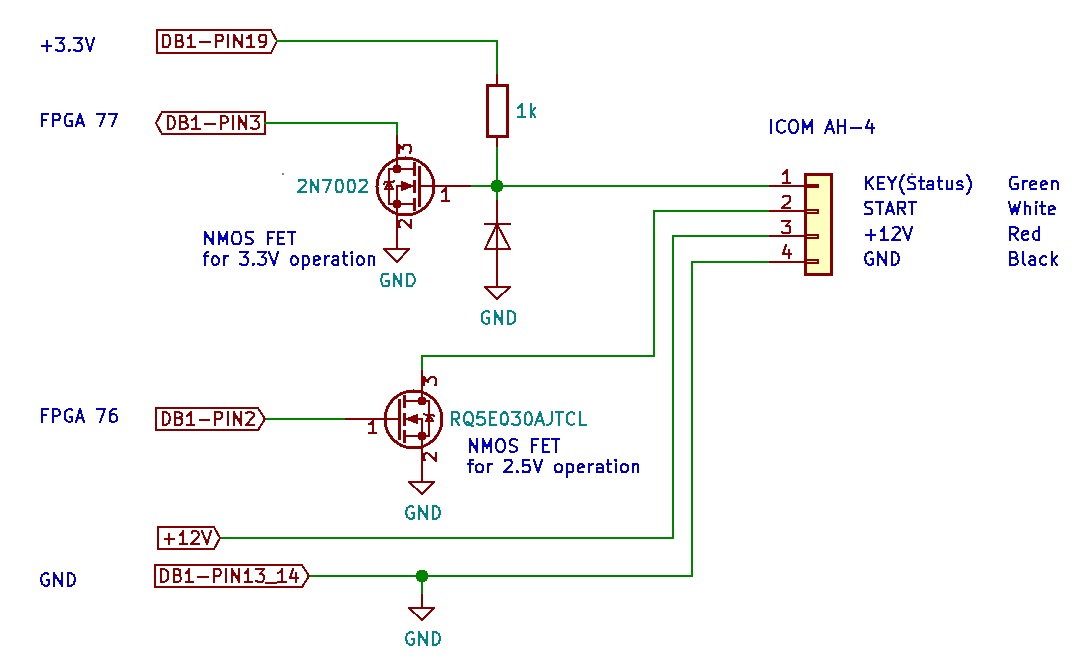 +3.3V
DB1-PIN19
1k
FPGA 77
DB1-PIN3
ICOM AH-4
3
2N7002
1
2
NMOS FET
for 3.3V operation
GND
GND
1 KEY(Status) Green
2 START White
3 +12V Red
4 GND Black
FPGA 76
DB1-PIN2
3
1
2
RQ5E030AJTCL
NMOS FET
for 2.5V operation
GND
+12V
GND
DB1-PIN13_14
GND